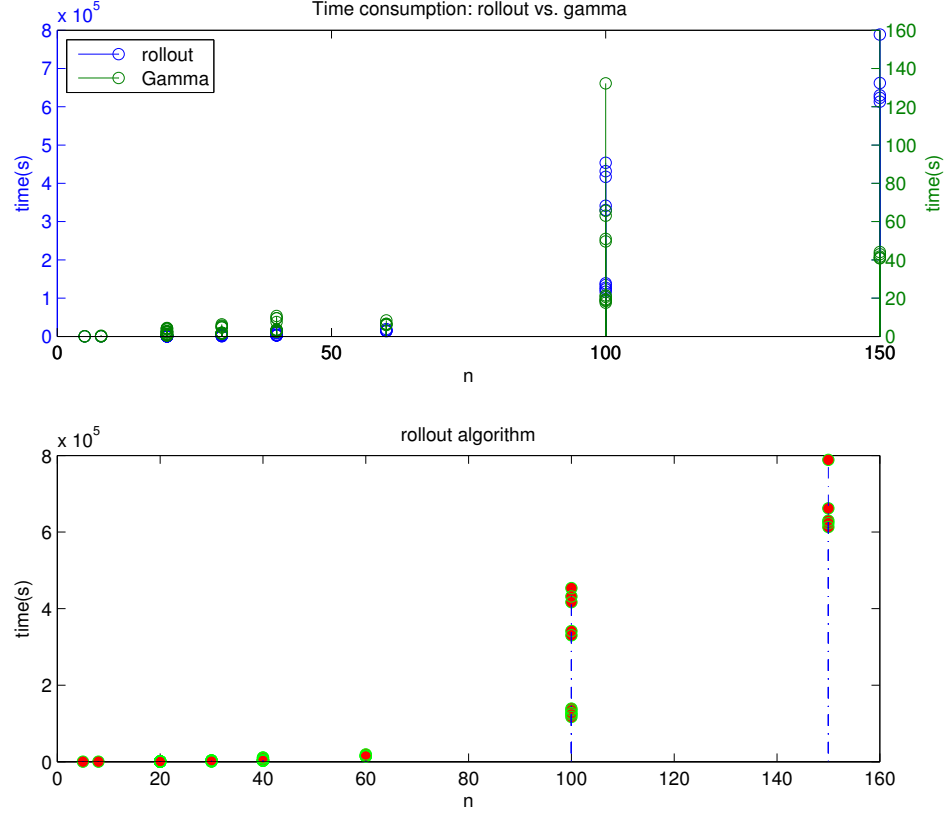 Time consumption: rollout vs. gamma
x 10^5
8
7
6
5
4
3
2
1
0
time(s)
rollout
Gamma
160
140
120
100
80
60
40
20
0
time(s)
0 50 100 150
n
rollout algorithm
x 10^5
8
6
4
2
0
time(s)
0 20 40 60 80 100 120 140 160
n